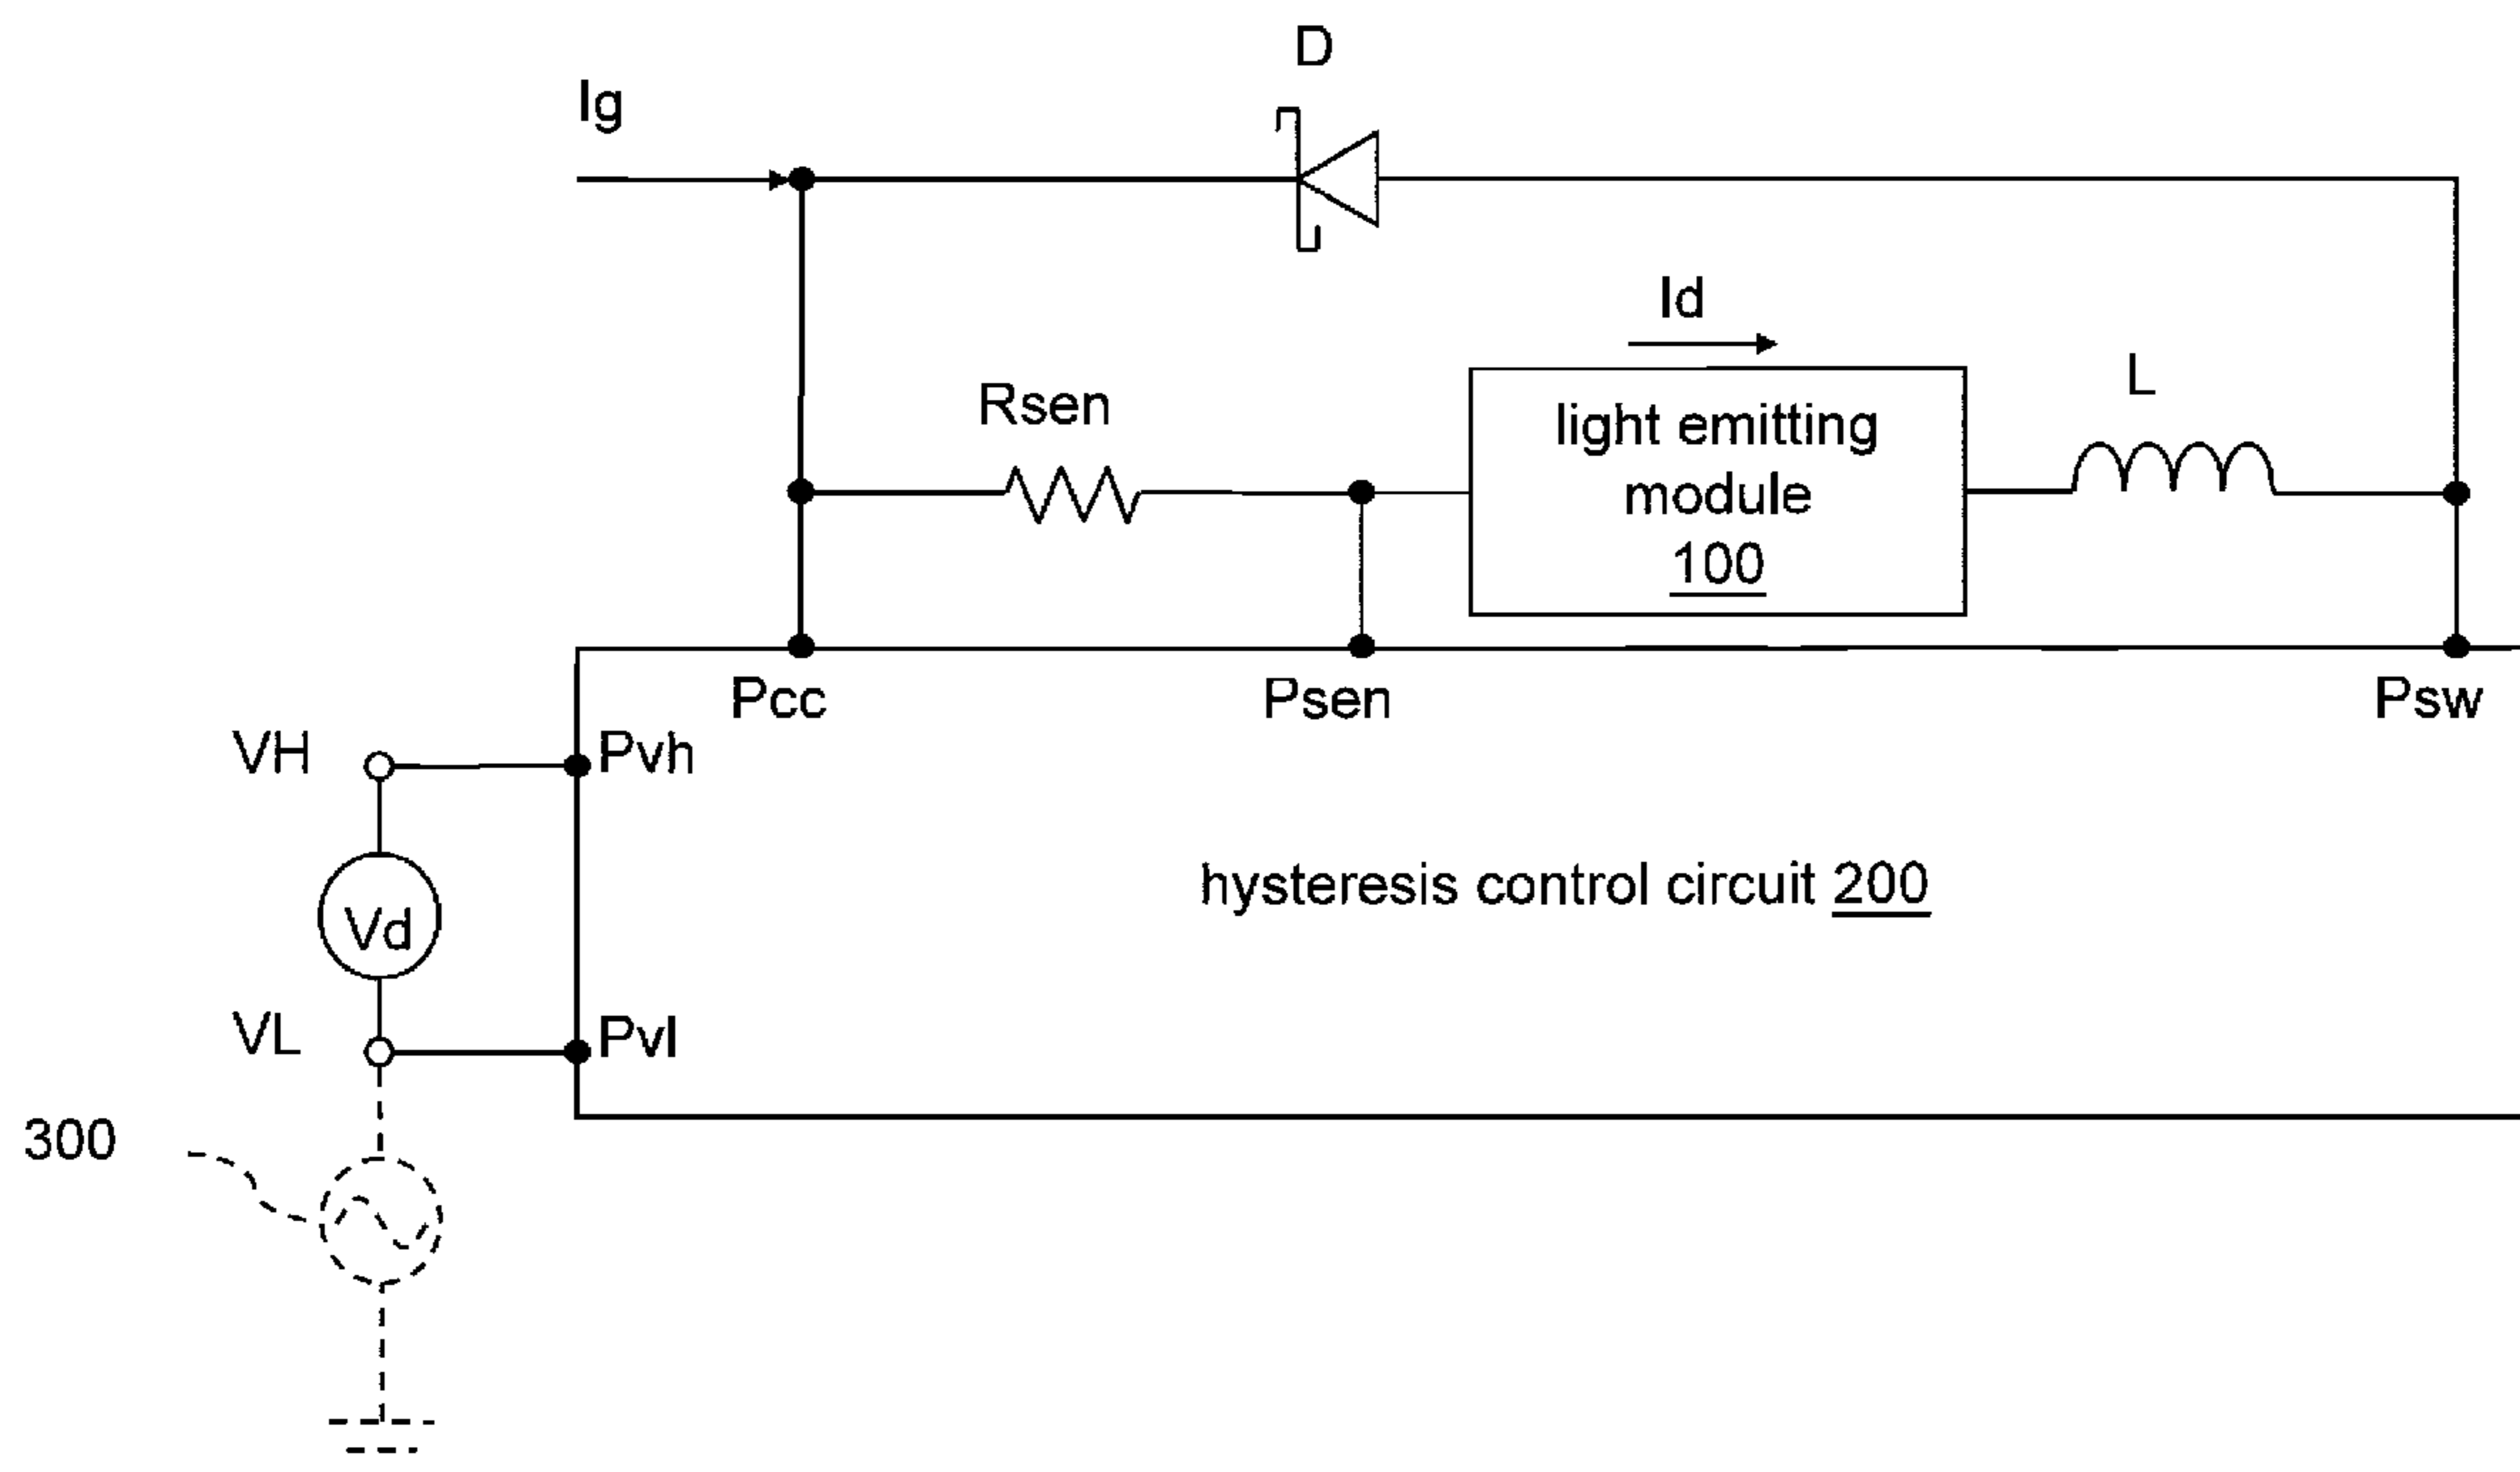 D
Ig
Id
L
Rsen
light emitting
module
100
Pcc
Psen
Psw
VH
Pvh
hysteresis control circuit 200
Vd
VL
Pvl
300